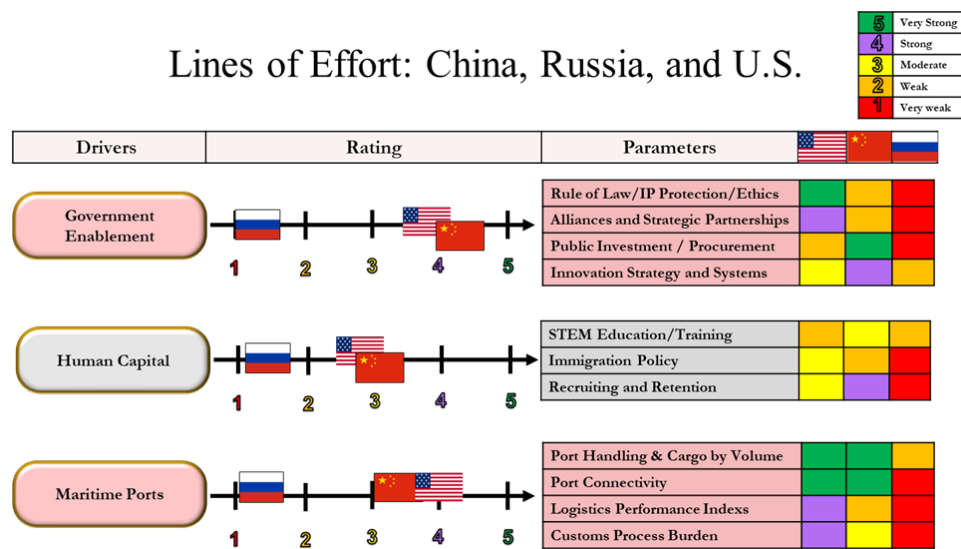 5 Very Strong
4 Strong
3 Moderate
2 Weak
1 Very weak
Lines of Effort: China, Russia, and U.S.
Drivers Rating Parameters
Government
Enablement
1 2 3 4 5
Rule of Law/IP Protection/Ethics
Alliances and Strategic Partnerships
Public Investment / Procurement
Innovation Strategy and Systems
Human Capital
1 2 3 4 5
STEM Education/Training
Immigration Policy
Recruiting and Retention
Maritime Ports
1 2 3 4 5
Port Handling & Cargo by Volume
Port Connectivity
Logistics Performance Indexs
Customs Process Burden